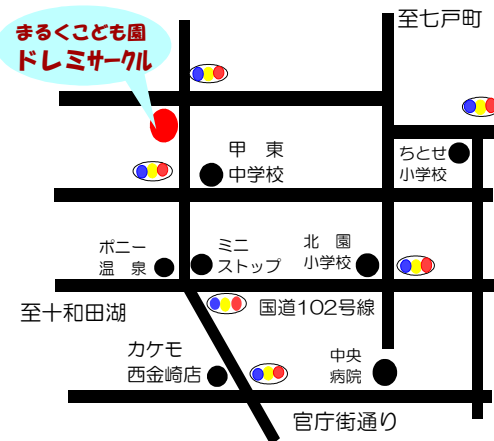 至七戸町
まるくこども園
ドレミサークル
甲　東
中学校
ちとせ
小学校
ポニー
温　泉
ミニ
ストップ
北　園
小学校
至十和田湖
国道102号線
カケモ
西金崎店
中央
病院
官庁街通り